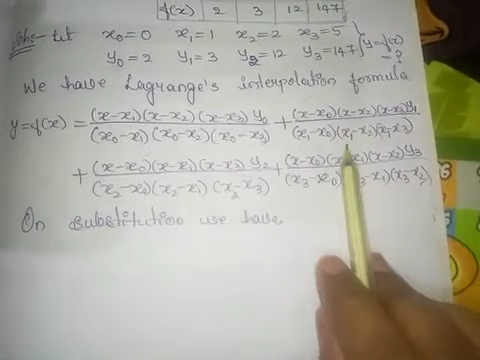 f(x) 2 3 12 147
Soln:- Let x₀=0 x₁=1 x₂=2 x₃=5 } y=f(x)
y₀=2 y₁=3 y₂=12 y₃=147 =?
We have Lagrange's interpolation formula
y=f(x) = (x-x₁)(x-x₂)(x-x₃) y₀ / (x₀-x₁)(x₀-x₂)(x₀-x₃) + (x-x₀)(x-x₂)(x-x₃)y₁ / (x₁-x₀)(x₁-x₂)(x₁-x₃)
+ (x-x₀)(x-x₁)(x-x₃) y₂ / (x₂-x₀)(x₂-x₁)(x₂-x₃) + (x-x₀)(x-x₁)(x-x₂)y₃ / (x₃-x₀)(x₃-x₁)(x₃-x₂)
On substitution we have,